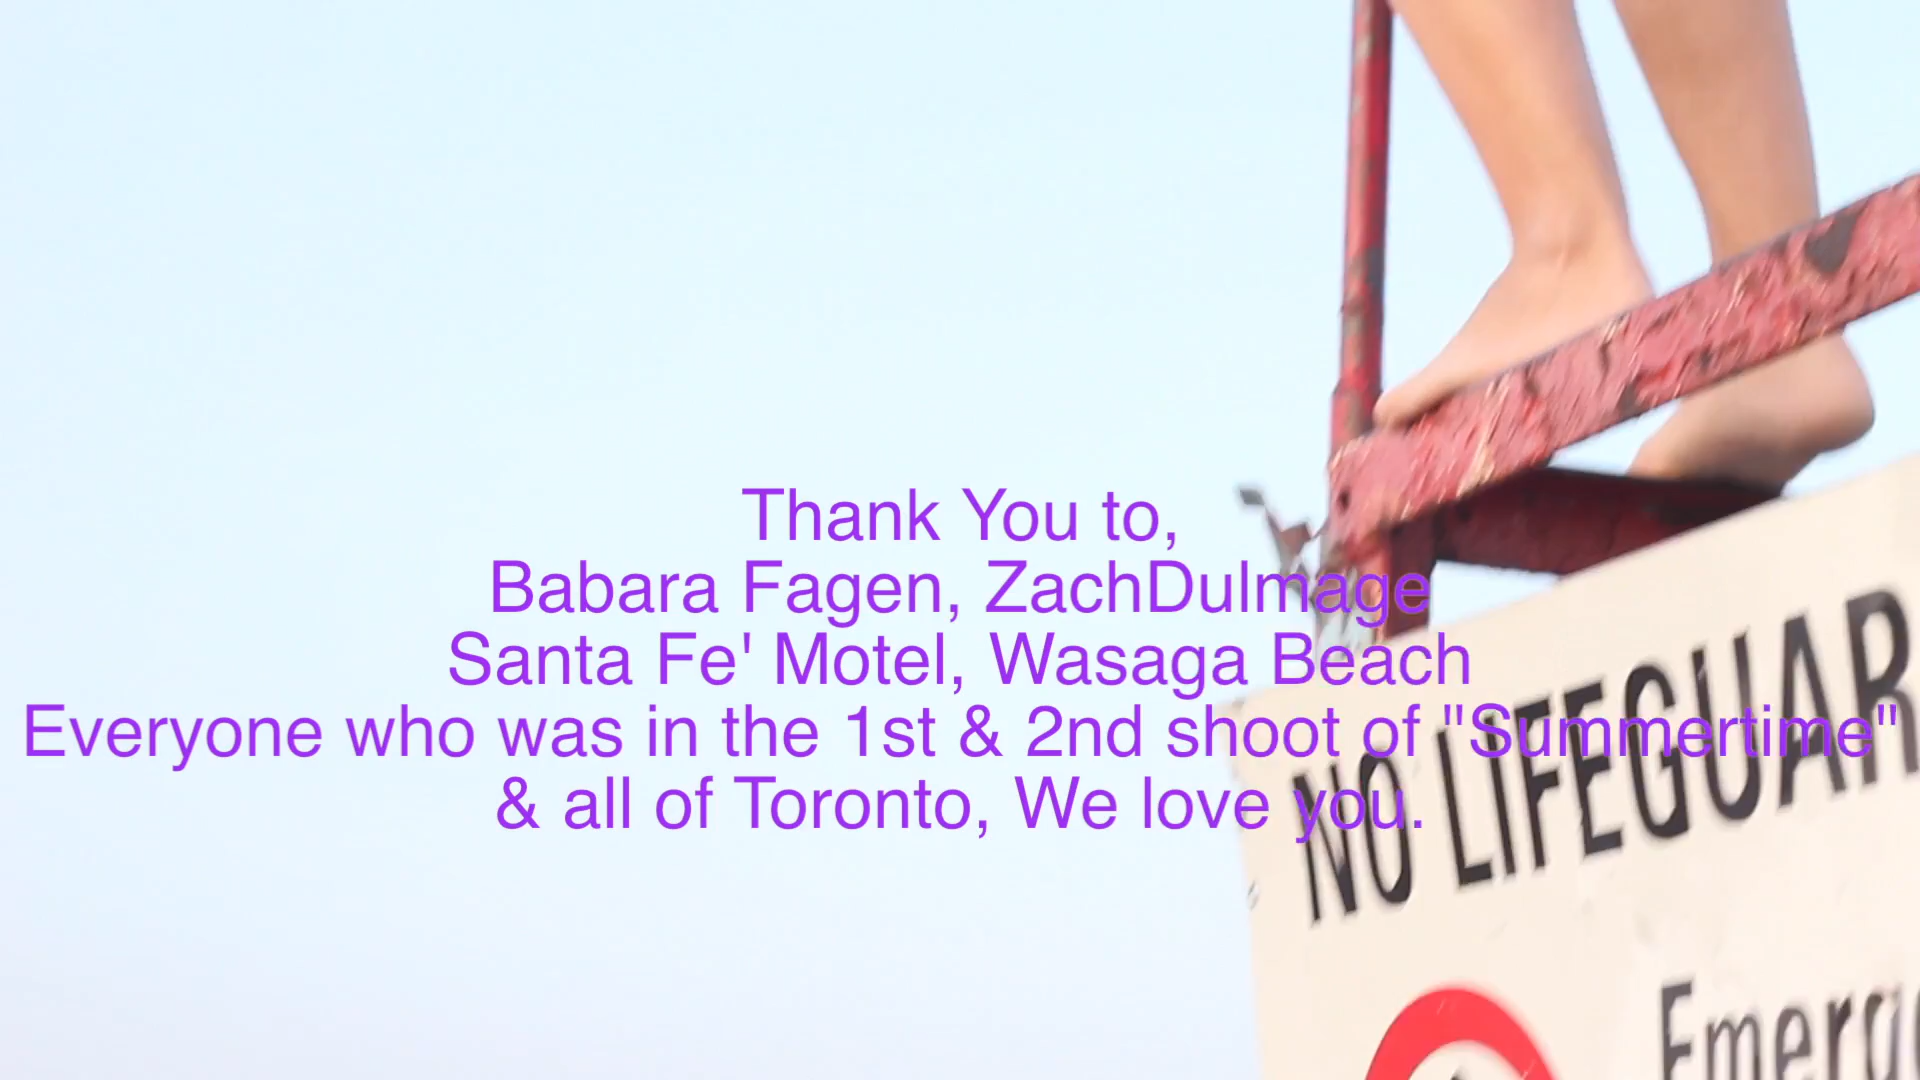 Thank You to,
Babara Fagen, ZachDulmage
Santa Fe' Motel, Wasaga Beach
Everyone who was in the 1st & 2nd shoot of "Summertime"
& all of Toronto, We love you.
NO LIFEGUAR
Emerg